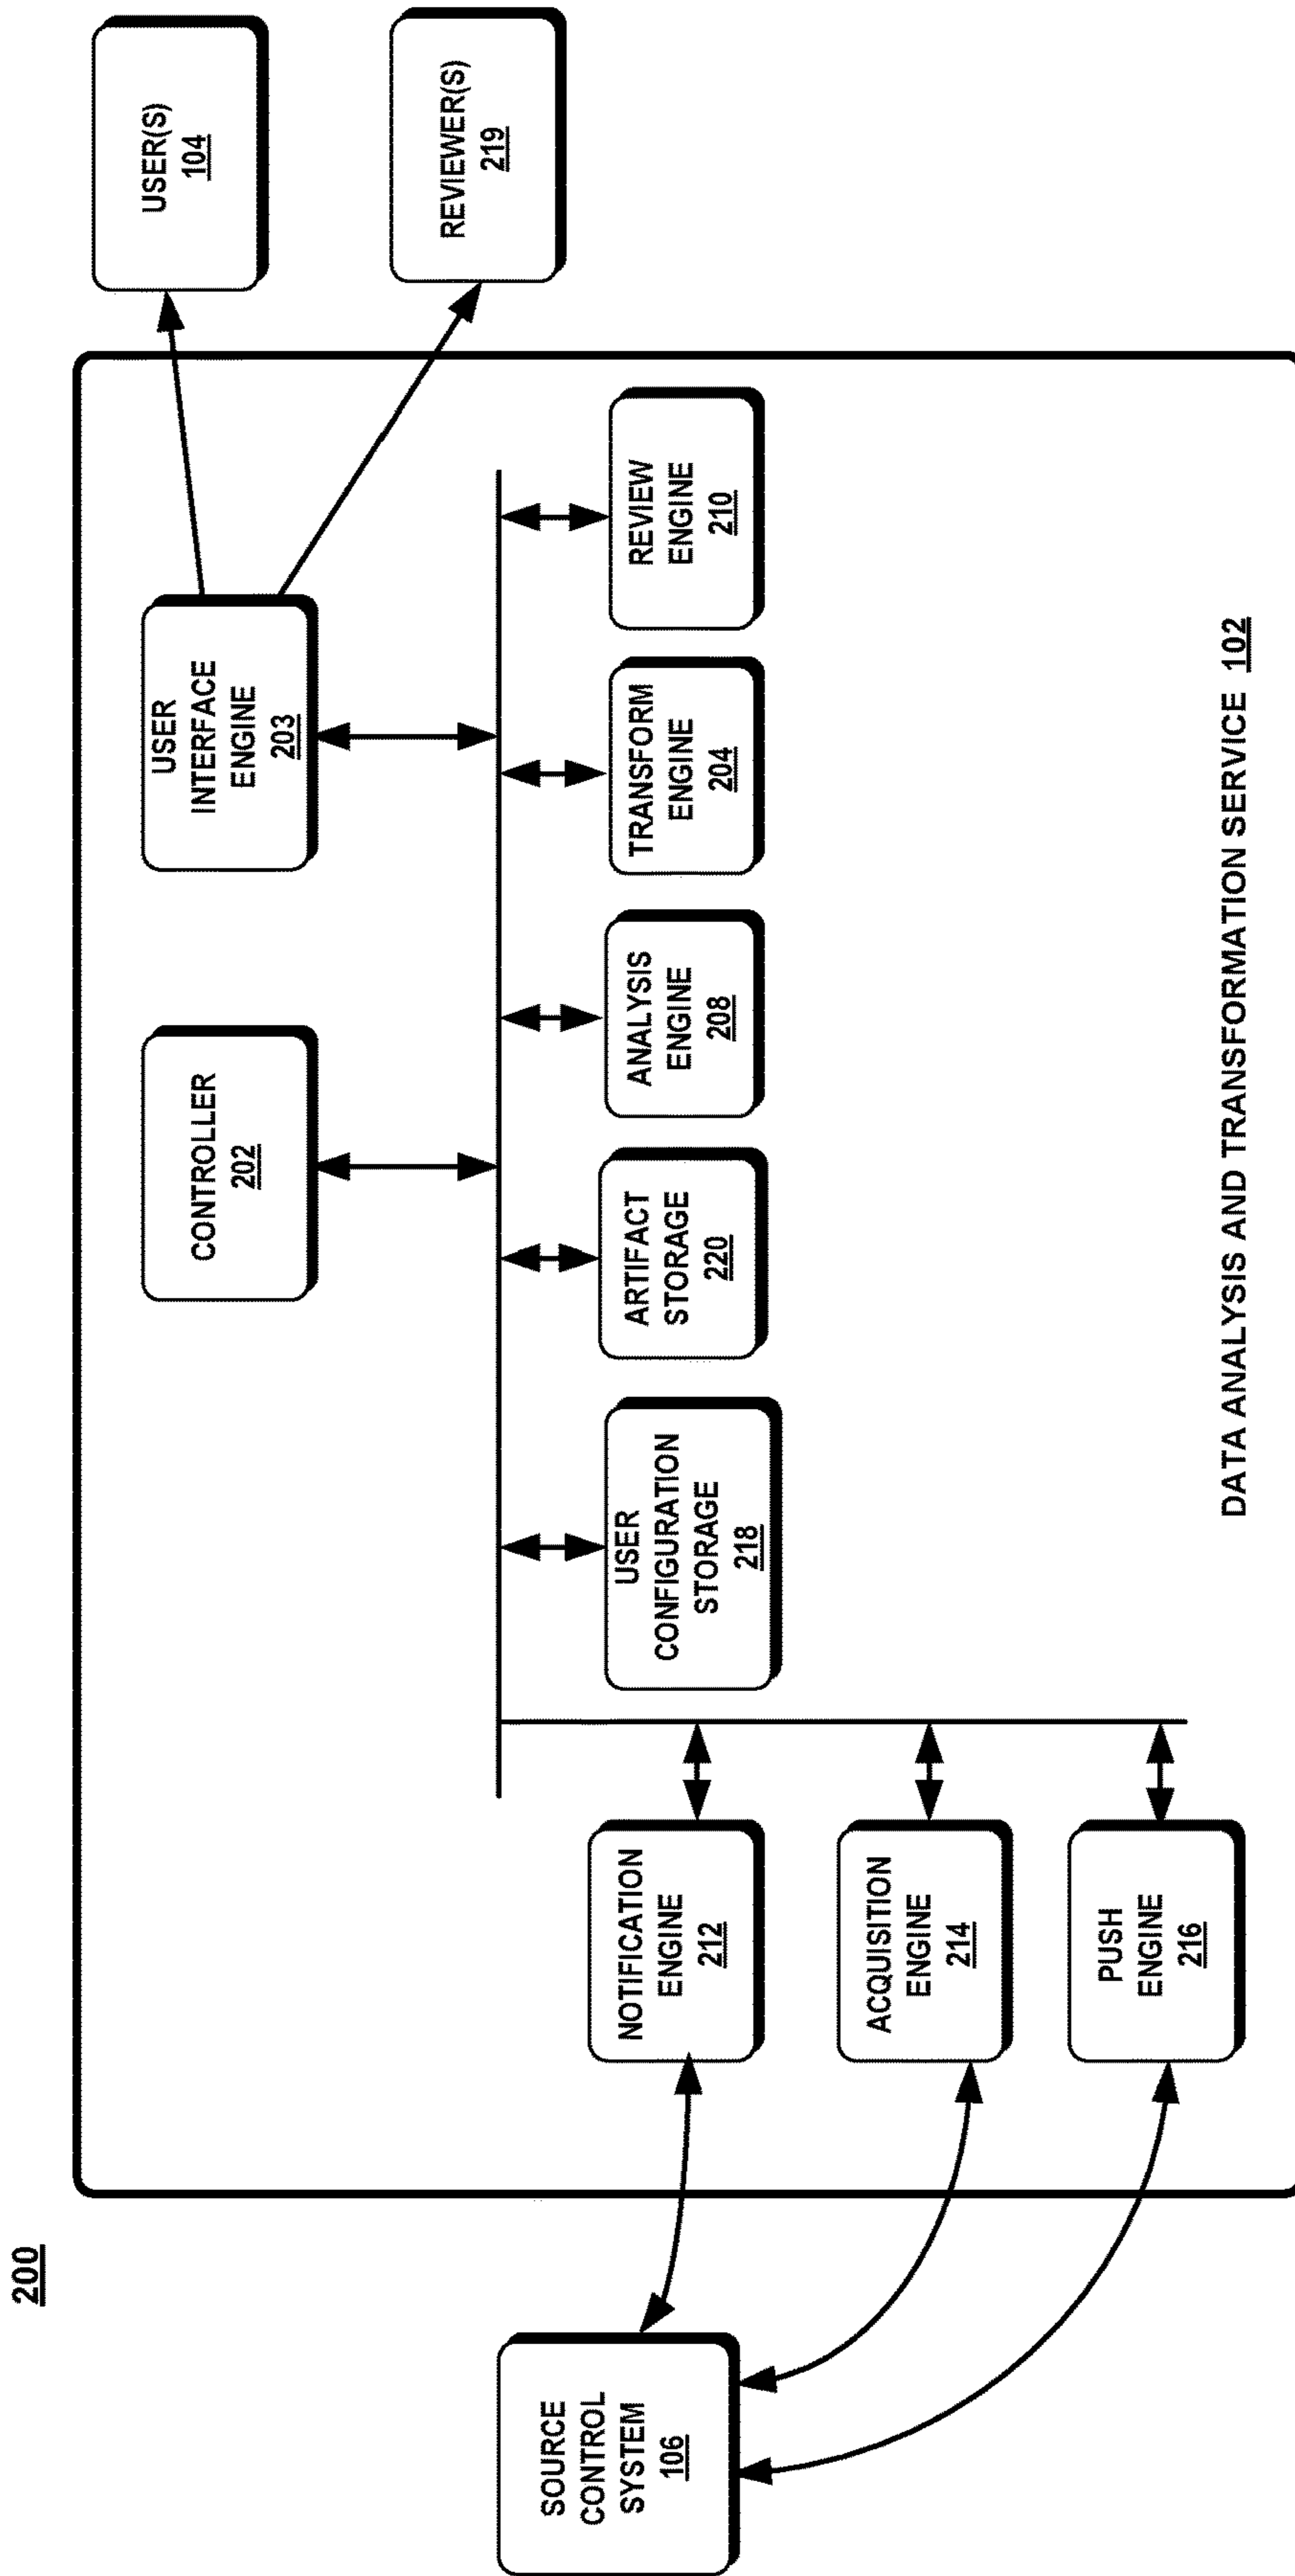 200
USER(S)
104
REVIEWER(S)
219
CONTROLLER
202
USER
INTERFACE
ENGINE
203
SOURCE
CONTROL
SYSTEM
106
NOTIFICATION
ENGINE
212
ACQUISITION
ENGINE
214
PUSH
ENGINE
216
USER
CONFIGURATION
STORAGE
218
ARTIFACT
STORAGE
220
ANALYSIS
ENGINE
208
TRANSFORM
ENGINE
204
REVIEW
ENGINE
210
DATA ANALYSIS AND TRANSFORMATION SERVICE 102